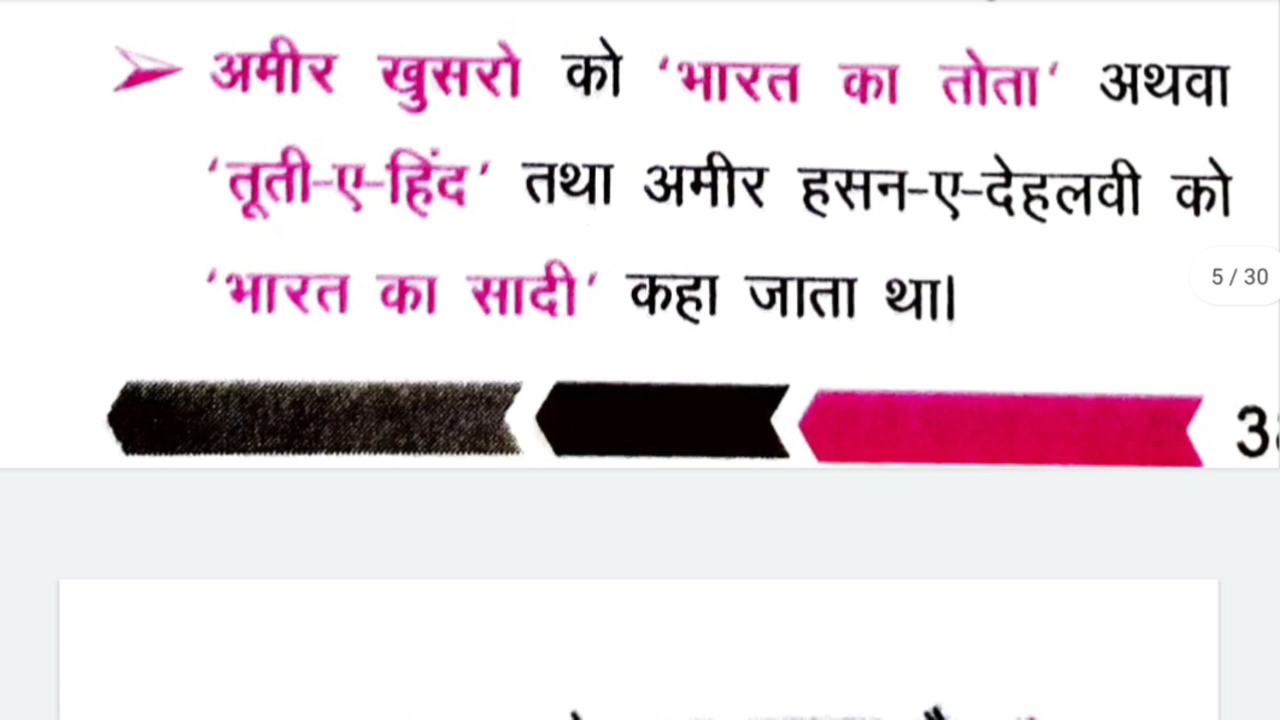 ➢ अमीर खुसरो को ‘भारत का तोता’ अथवा
‘तूती-ए-हिंद’ तथा अमीर हसन-ए-देहलवी को
‘भारत का सादी’ कहा जाता था।
5 / 30